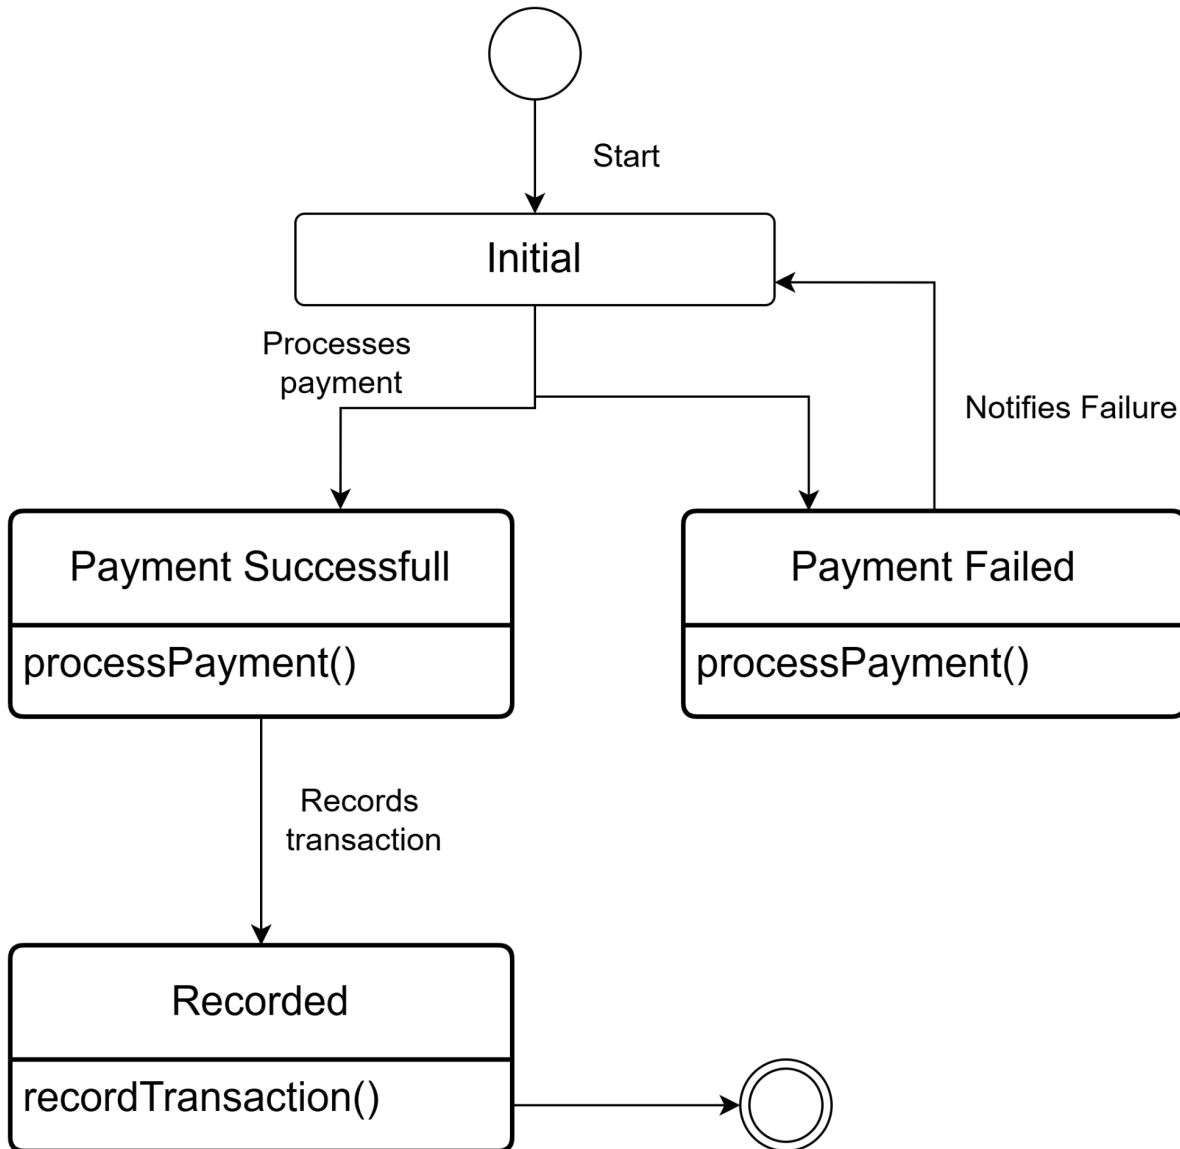 Start
Initial
Processes
payment
Notifies Failure
Payment Successfull
processPayment()
Payment Failed
processPayment()
Records
transaction
Recorded
recordTransaction()